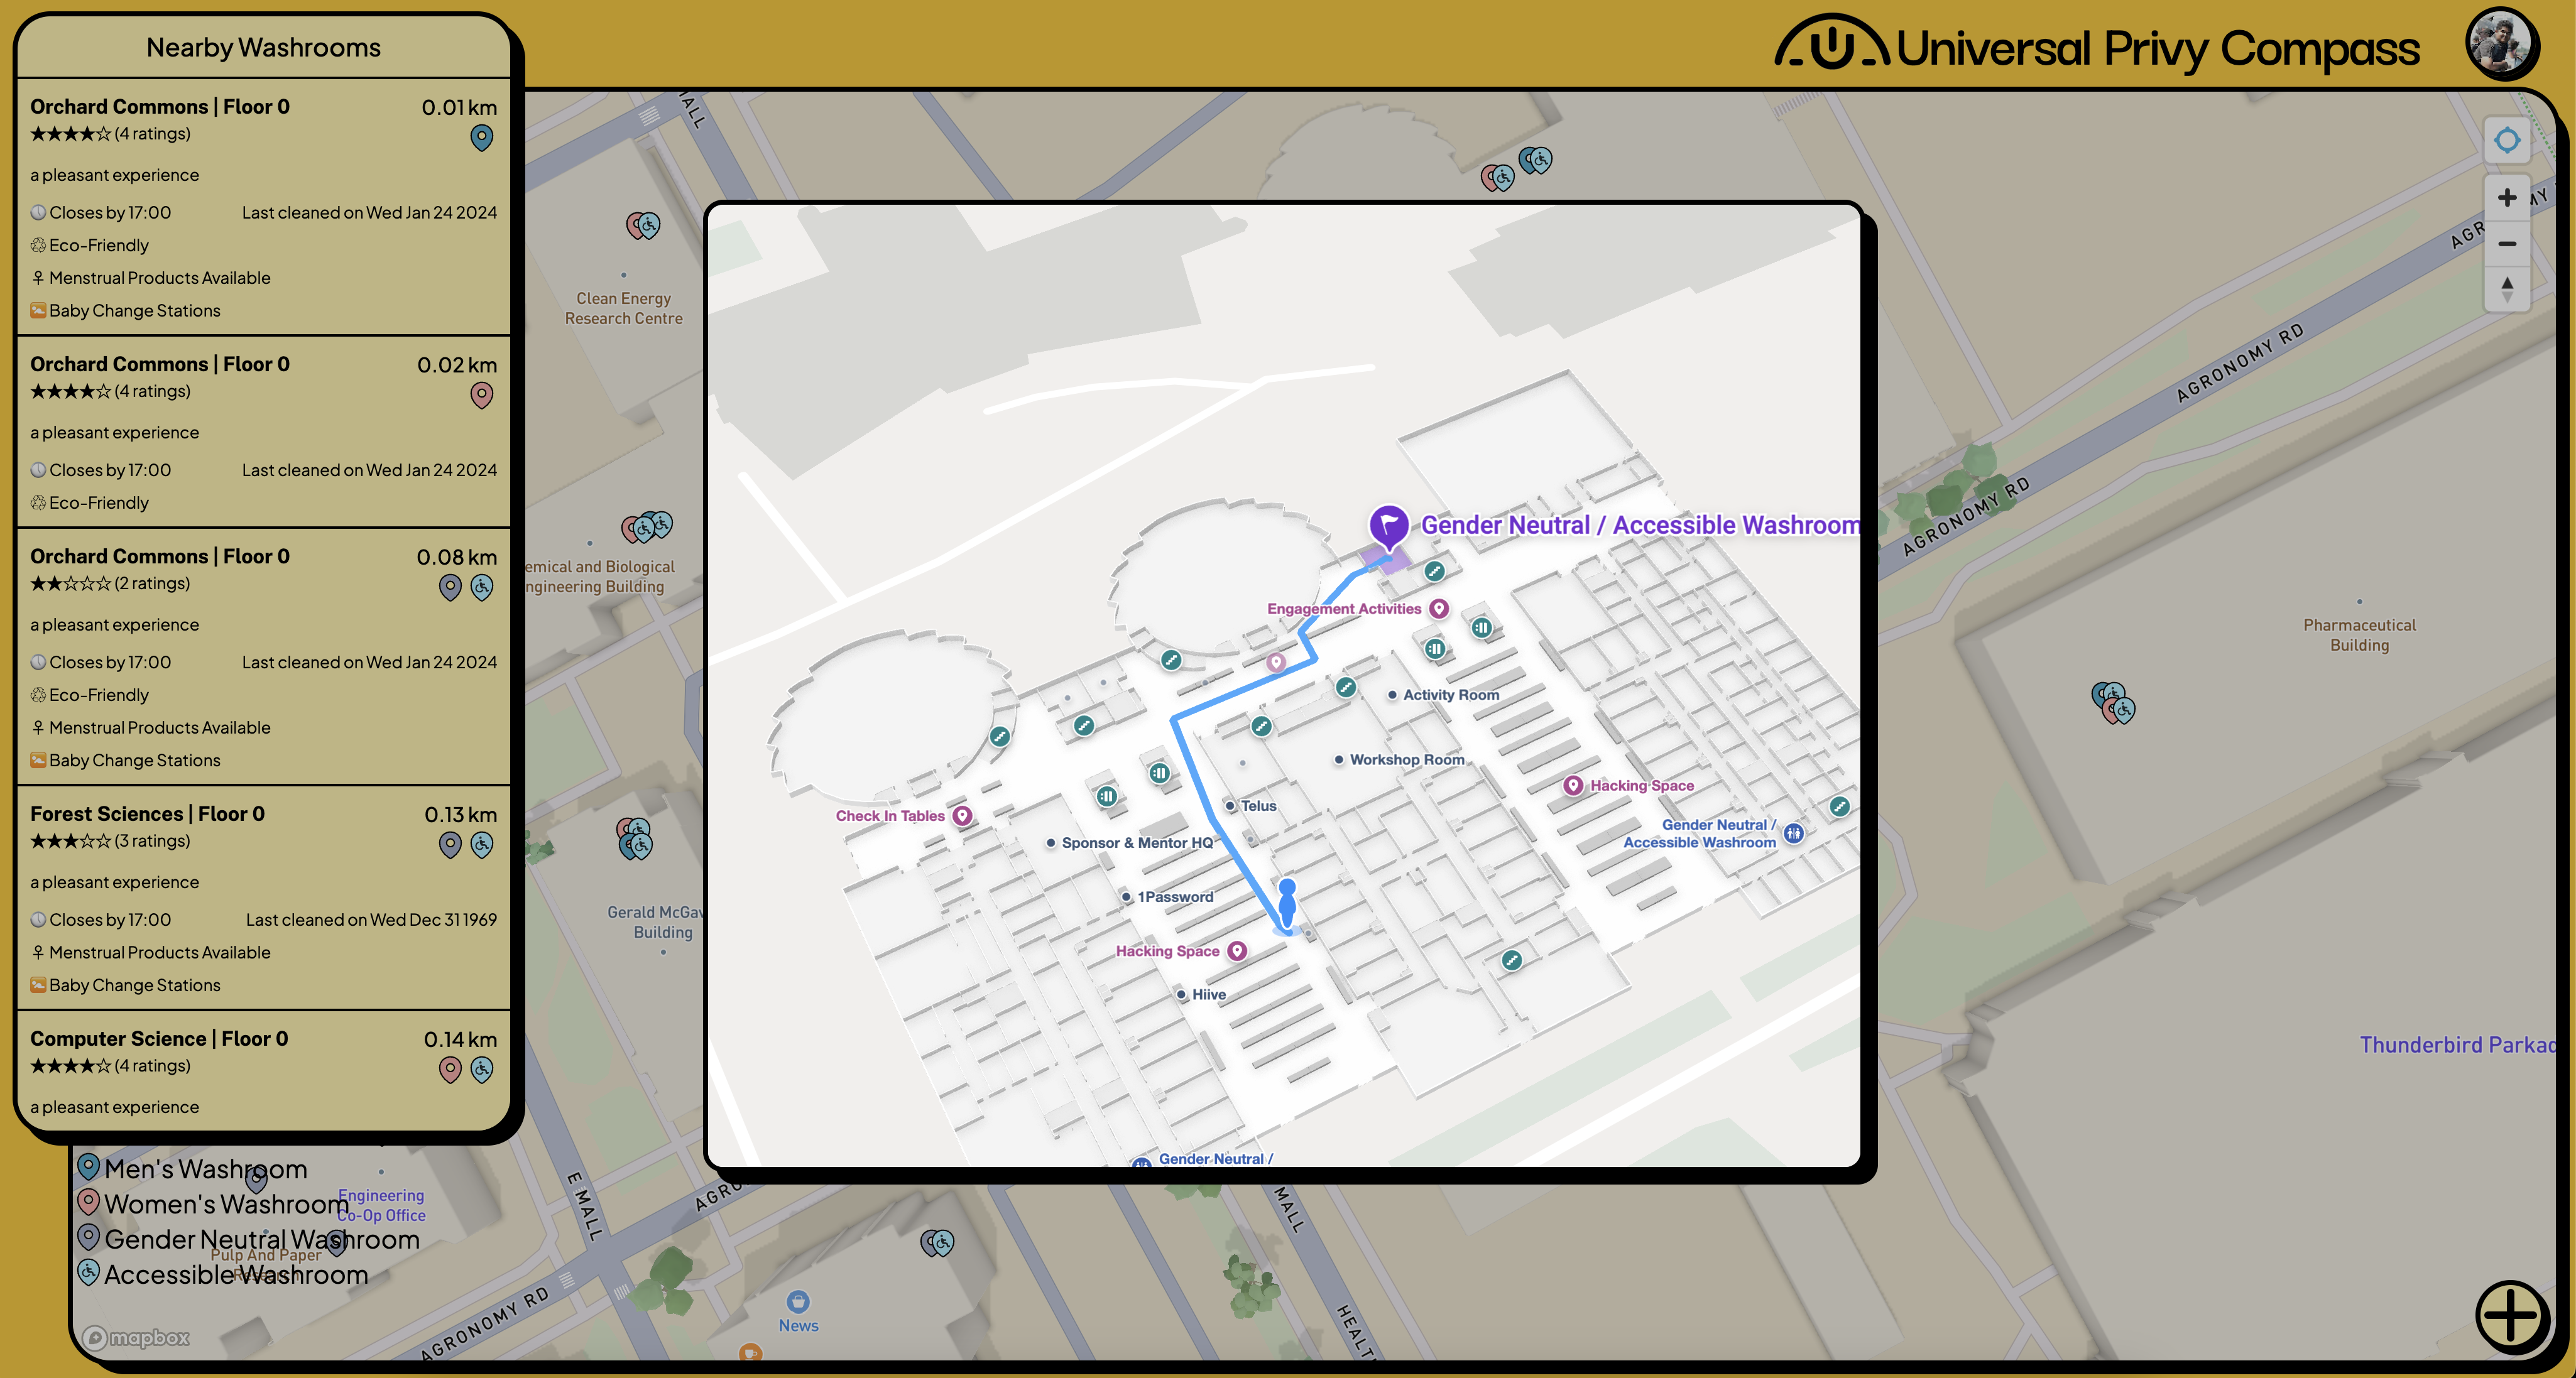 Nearby Washrooms
Orchard Commons | Floor 0
0.01 km
★★★★☆ (4 ratings)
a pleasant experience
Closes by 17:00
Last cleaned on Wed Jan 24 2024
Eco-Friendly
Menstrual Products Available
Baby Change Stations
Orchard Commons | Floor 0
0.02 km
★★★★☆ (4 ratings)
a pleasant experience
Closes by 17:00
Last cleaned on Wed Jan 24 2024
Eco-Friendly
Orchard Commons | Floor 0
0.08 km
★★☆☆☆ (2 ratings)
a pleasant experience
Closes by 17:00
Last cleaned on Wed Jan 24 2024
Eco-Friendly
Menstrual Products Available
Baby Change Stations
Forest Sciences | Floor 0
0.13 km
★★★☆☆ (3 ratings)
a pleasant experience
Closes by 17:00
Last cleaned on Wed Dec 31 1969
Menstrual Products Available
Baby Change Stations
Computer Science | Floor 0
0.14 km
★★★★☆ (4 ratings)
a pleasant experience
Men's Washroom
Women's Washroom
Gender Neutral Washroom
Accessible Washroom
Engineering
Co-Op Office
Pulp And Paper
mapbox
Universal Privy Compass
MALL
Clean Energy
Research Centre
emical and Biological
ngineering Building
Gerald McGav
Building
E MALL
AGRONOMY RD
AGRO
News
MALL
HEALT
AGR
MY
AGRONOMY RD
AGRONOMY RD
Pharmaceutical
Building
Thunderbird Parkad
Gender Neutral / Accessible Washroom
Engagement Activities
Activity Room
Workshop Room
Hacking Space
Telus
Check In Tables
Gender Neutral /
Accessible Washroom
Sponsor & Mentor HQ
1Password
Hacking Space
Hiive
Gender Neutral /